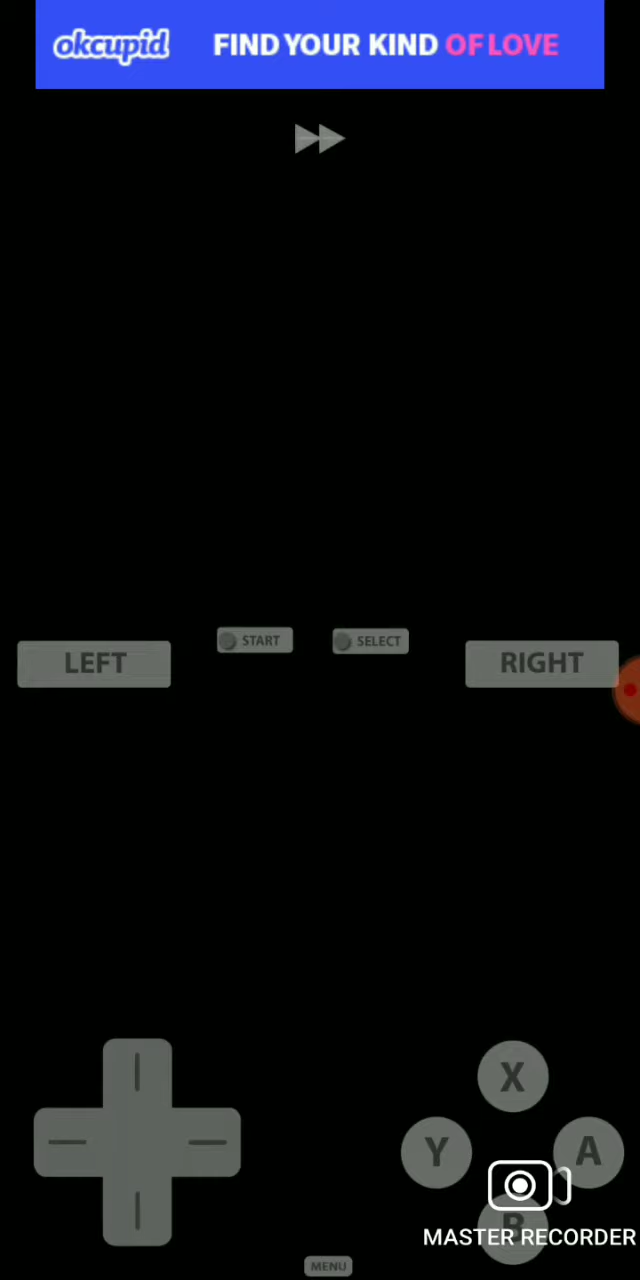 okcupid FIND YOUR KIND OF LOVE
START SELECT
LEFT RIGHT
X
Y A
B
MASTER RECORDER
MENU